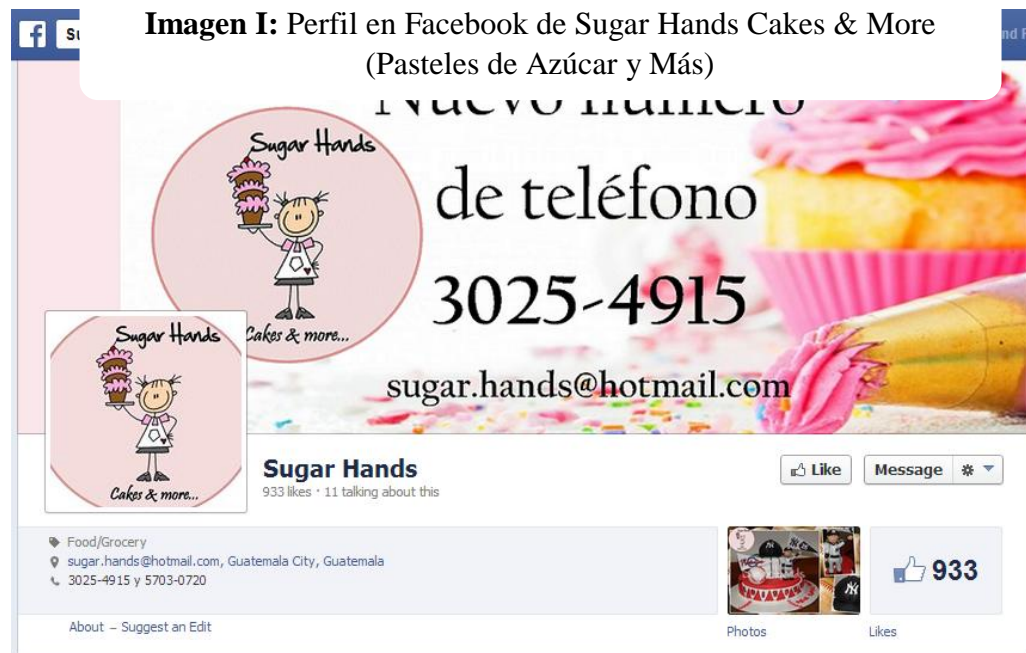 Imagen I: Perfil en Facebook de Sugar Hands Cakes & More
(Pasteles de Azúcar y Más)
f
Nuevo número
de teléfono
3025-4915
sugar.hands@hotmail.com
Sugar Hands
Cakes & more...
Sugar Hands
Cakes & more...
Sugar Hands
933 likes · 11 talking about this
Like
Message
Food/Grocery
sugar.hands@hotmail.com, Guatemala City, Guatemala
3025-4915 y 5703-0720
933
About – Suggest an Edit
Photos
Likes